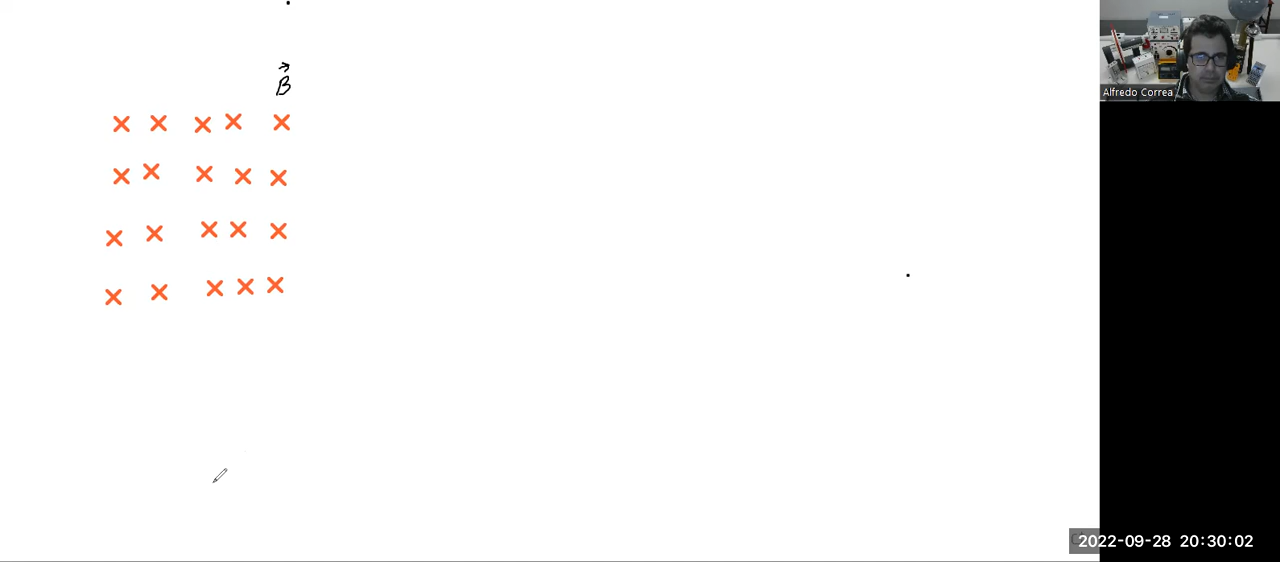 B
× × × × ×
× × × × ×
× × × × ×
× × × × ×
Alfredo Correa
2022-09-28 20:30:02